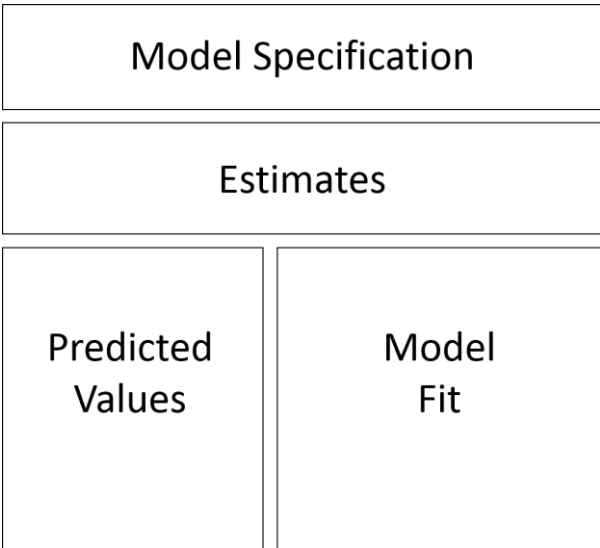 Model Specification
Estimates
Predicted
Values
Model
Fit